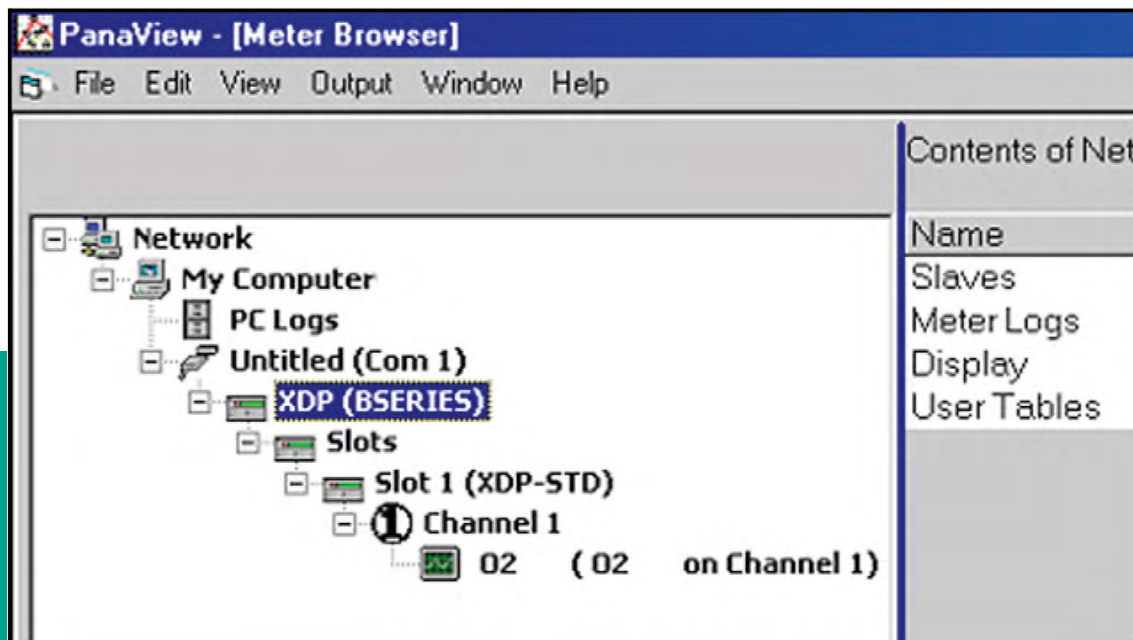 PanaView - [Meter Browser]
File Edit View Output Window Help
Contents of Net
Network
My Computer
PC Logs
Untitled (Com 1)
XDP (BSERIES)
Slots
Slot 1 (XDP-STD)
1 Channel 1
O2 ( O2 on Channel 1)
Name
Slaves
Meter Logs
Display
User Tables